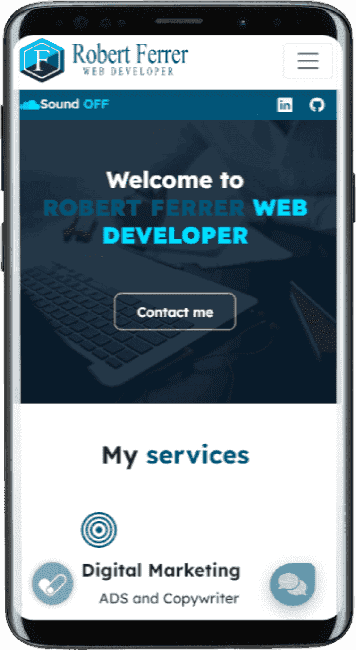 Robert Ferrer
WEB DEVELOPER
Sound OFF
in
Welcome to
ROBERT FERRER WEB
DEVELOPER
Contact me
My services
Digital Marketing
ADS and Copywriter